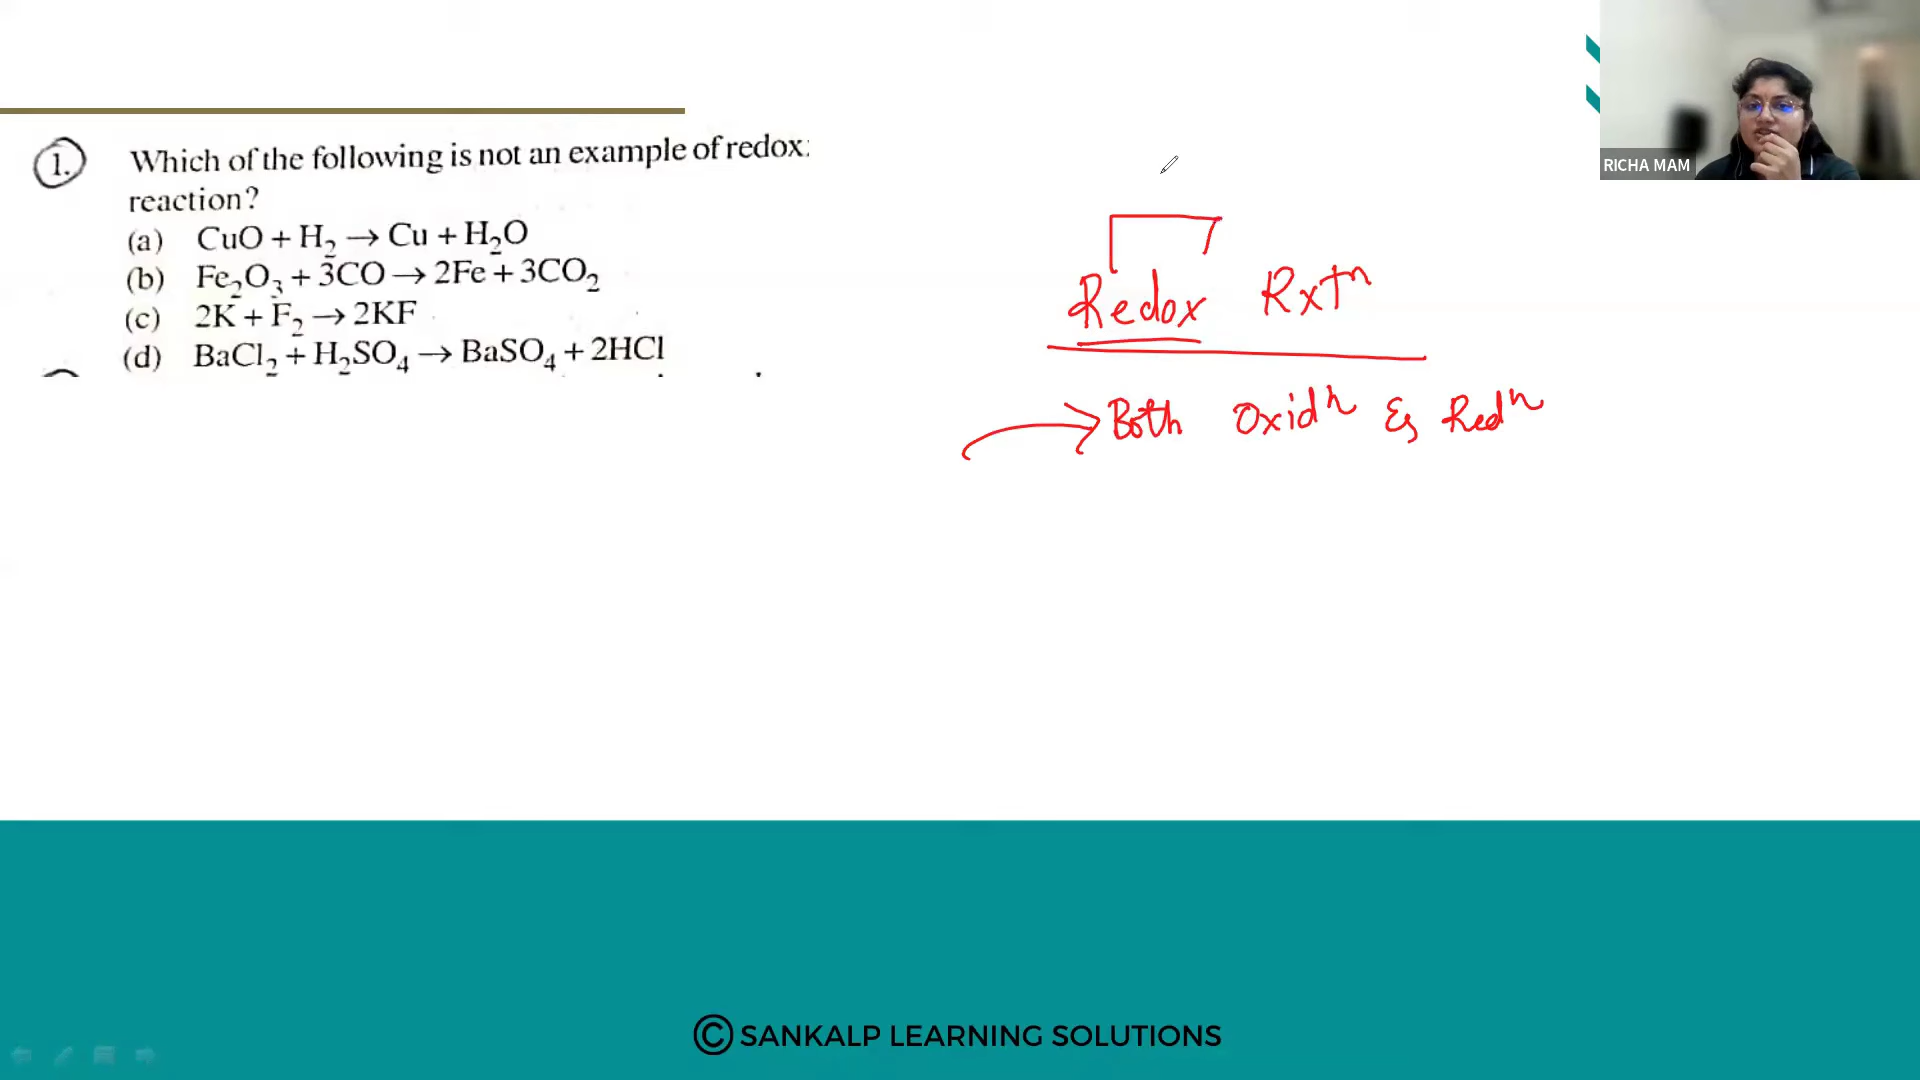 1. Which of the following is not an example of redox
reaction?
(a) CuO + H₂ → Cu + H₂O
(b) Fe₂O₃ + 3CO → 2Fe + 3CO₂
(c) 2K + F₂ → 2KF
(d) BaCl₂ + H₂SO₄ → BaSO₄ + 2HCl
Redox Rxtⁿ
Both Oxidⁿ & Redⁿ
RICHA MAM
© SANKALP LEARNING SOLUTIONS